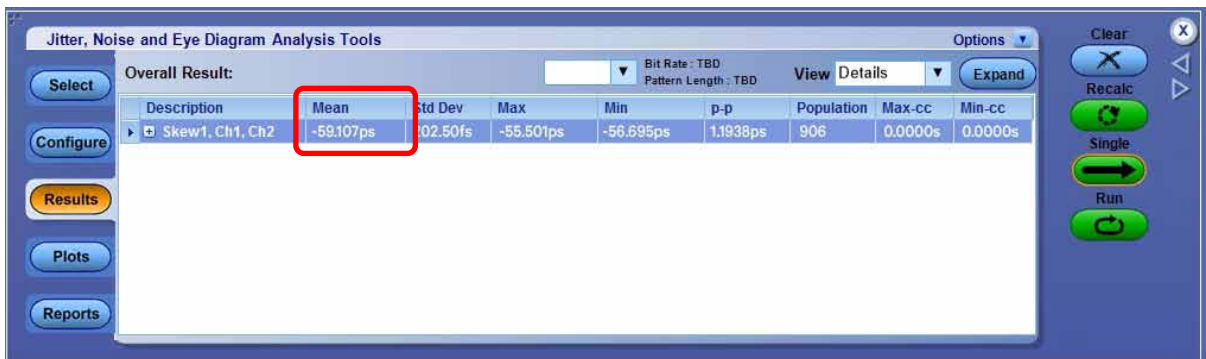 Jitter, Noise and Eye Diagram Analysis Tools
Options
Clear
X
Select
Overall Result:
Bit Rate : TBD
Pattern Length : TBD
View Details
Expand
Recalc
Description Mean Std Dev Max Min p-p Population Max-cc Min-cc
Skew1, Ch1, Ch2 -59.107ps 202.50fs -55.501ps -56.695ps 1.1938ps 906 0.0000s 0.0000s
Configure
Single
Results
Run
Plots
Reports